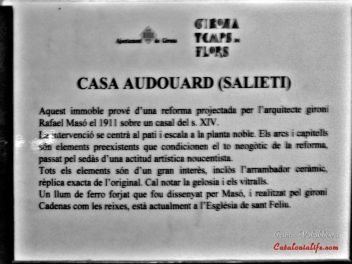 Ajuntament de Girona
GIRONA
TEMPS DE
FLORS
CASA AUDOUARD (SALIETI)
Aquest immoble prové d'una reforma projectada per l'arquitecte gironí
Rafael Masó el 1911 sobre un casal del s. XIV.
La intervenció se centrà al pati i escala a la planta noble. Els arcs i capitells
són elements preexistents que condicionen el to neogòtic de la reforma,
passat pel sedàs d'una actitud artística noucentista.
Tots els elements són d'un gran interès, inclòs l'arrambador ceràmic,
rèplica exacta de l'original. Cal notar la gelosia i els vitralls.
Un llum de ferro forjat que fou dissenyat per Masó, i realitzat pel gironí
Cadenas com les reixes, està actualment a l'Església de sant Feliu.
Catalonialife.com